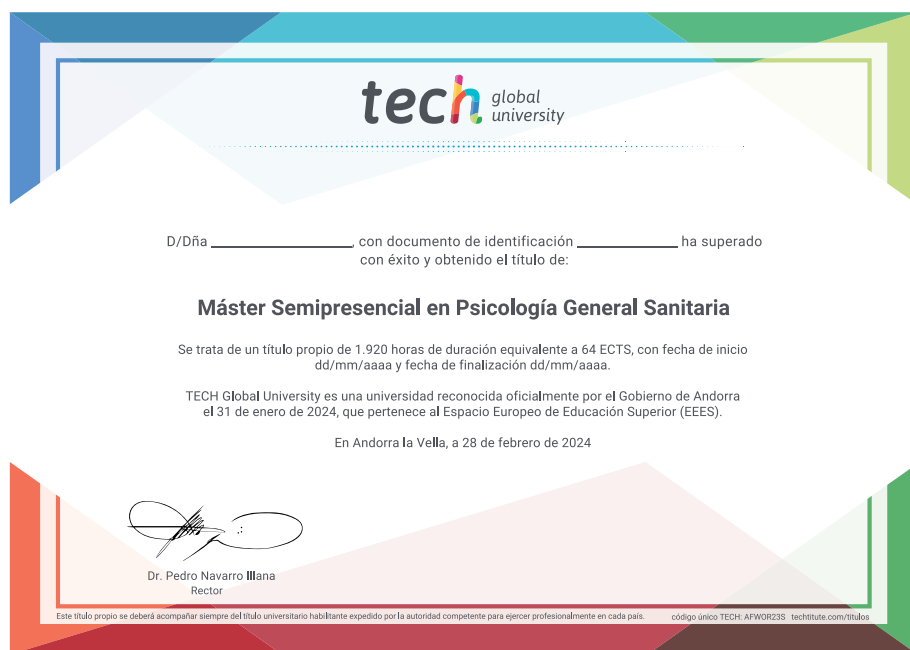 tech global
university
D/Dña ______________, con documento de identificación __________ ha superado
con éxito y obtenido el título de:
Máster Semipresencial en Psicología General Sanitaria
Se trata de un título propio de 1.920 horas de duración equivalente a 64 ECTS, con fecha de inicio
dd/mm/aaaa y fecha de finalización dd/mm/aaaa.
TECH Global University es una universidad reconocida oficialmente por el Gobierno de Andorra
el 31 de enero de 2024, que pertenece al Espacio Europeo de Educación Superior (EEES).
En Andorra la Vella, a 28 de febrero de 2024
Dr. Pedro Navarro Illana
Rector
Este título propio se deberá acompañar siempre del título universitario habilitante expedido por la autoridad competente para ejercer profesionalmente en cada país. código único TECH: AFWOR23S techtitute.com/titulos